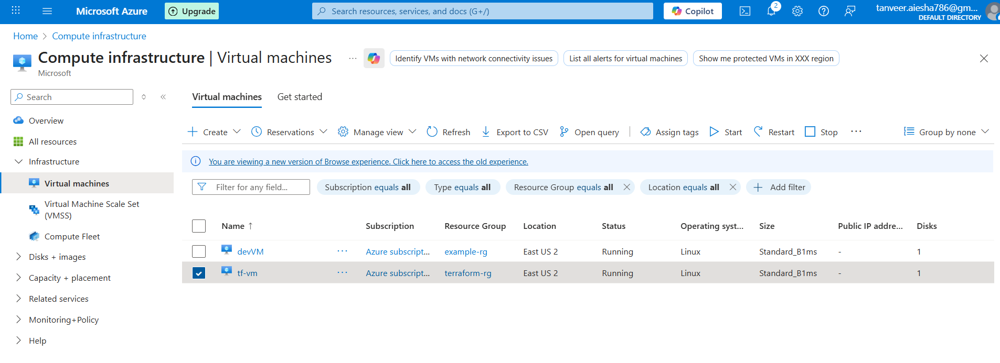 Microsoft Azure
Upgrade
Search resources, services, and docs (G+/)
Copilot
2
tanveer.aiesha786@gm...
DEFAULT DIRECTORY
Home > Compute infrastructure
Compute infrastructure | Virtual machines
...
Identify VMs with network connectivity issues
List all alerts for virtual machines
Show me protected VMs in XXX region
Microsoft
Search
Overview
All resources
Infrastructure
Virtual machines
Virtual Machine Scale Set
(VMSS)
Compute Fleet
Disks + images
Capacity + placement
Related services
Monitoring+Policy
Help
Virtual machines Get started
Create Reservations Manage view Refresh Export to CSV Open query Assign tags Start Restart Stop ... Group by none
You are viewing a new version of Browse experience. Click here to access the old experience.
Filter for any field... Subscription equals all Type equals all Resource Group equals all Location equals all Add filter
Name ↑ Subscription Resource Group Location Status Operating syst... Size Public IP addre... Disks
devVM ... Azure subscript... example-rg East US 2 Running Linux Standard_B1ms - 1
tf-vm ... Azure subscript... terraform-rg East US 2 Running Linux Standard_B1ms - 1